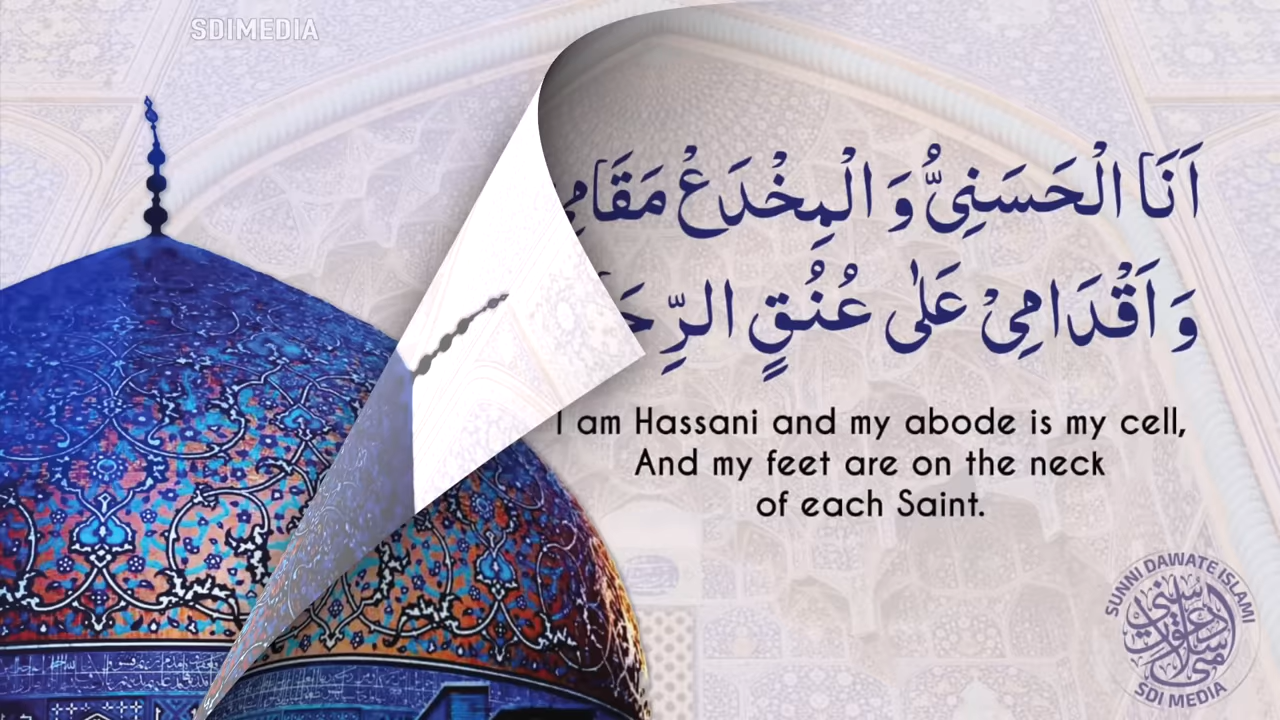 SDIMEDIA
اَنَا الْحَسَنِیُّ وَ الْمِخْدَعْ
وَ اَقْدَامِیْ عَلٰی عُنُقِ
I am Hassani and my abode is my cell,
And my feet are on the neck
of each Saint.
SUNNI DAWATE ISLAMI
SDI MEDIA